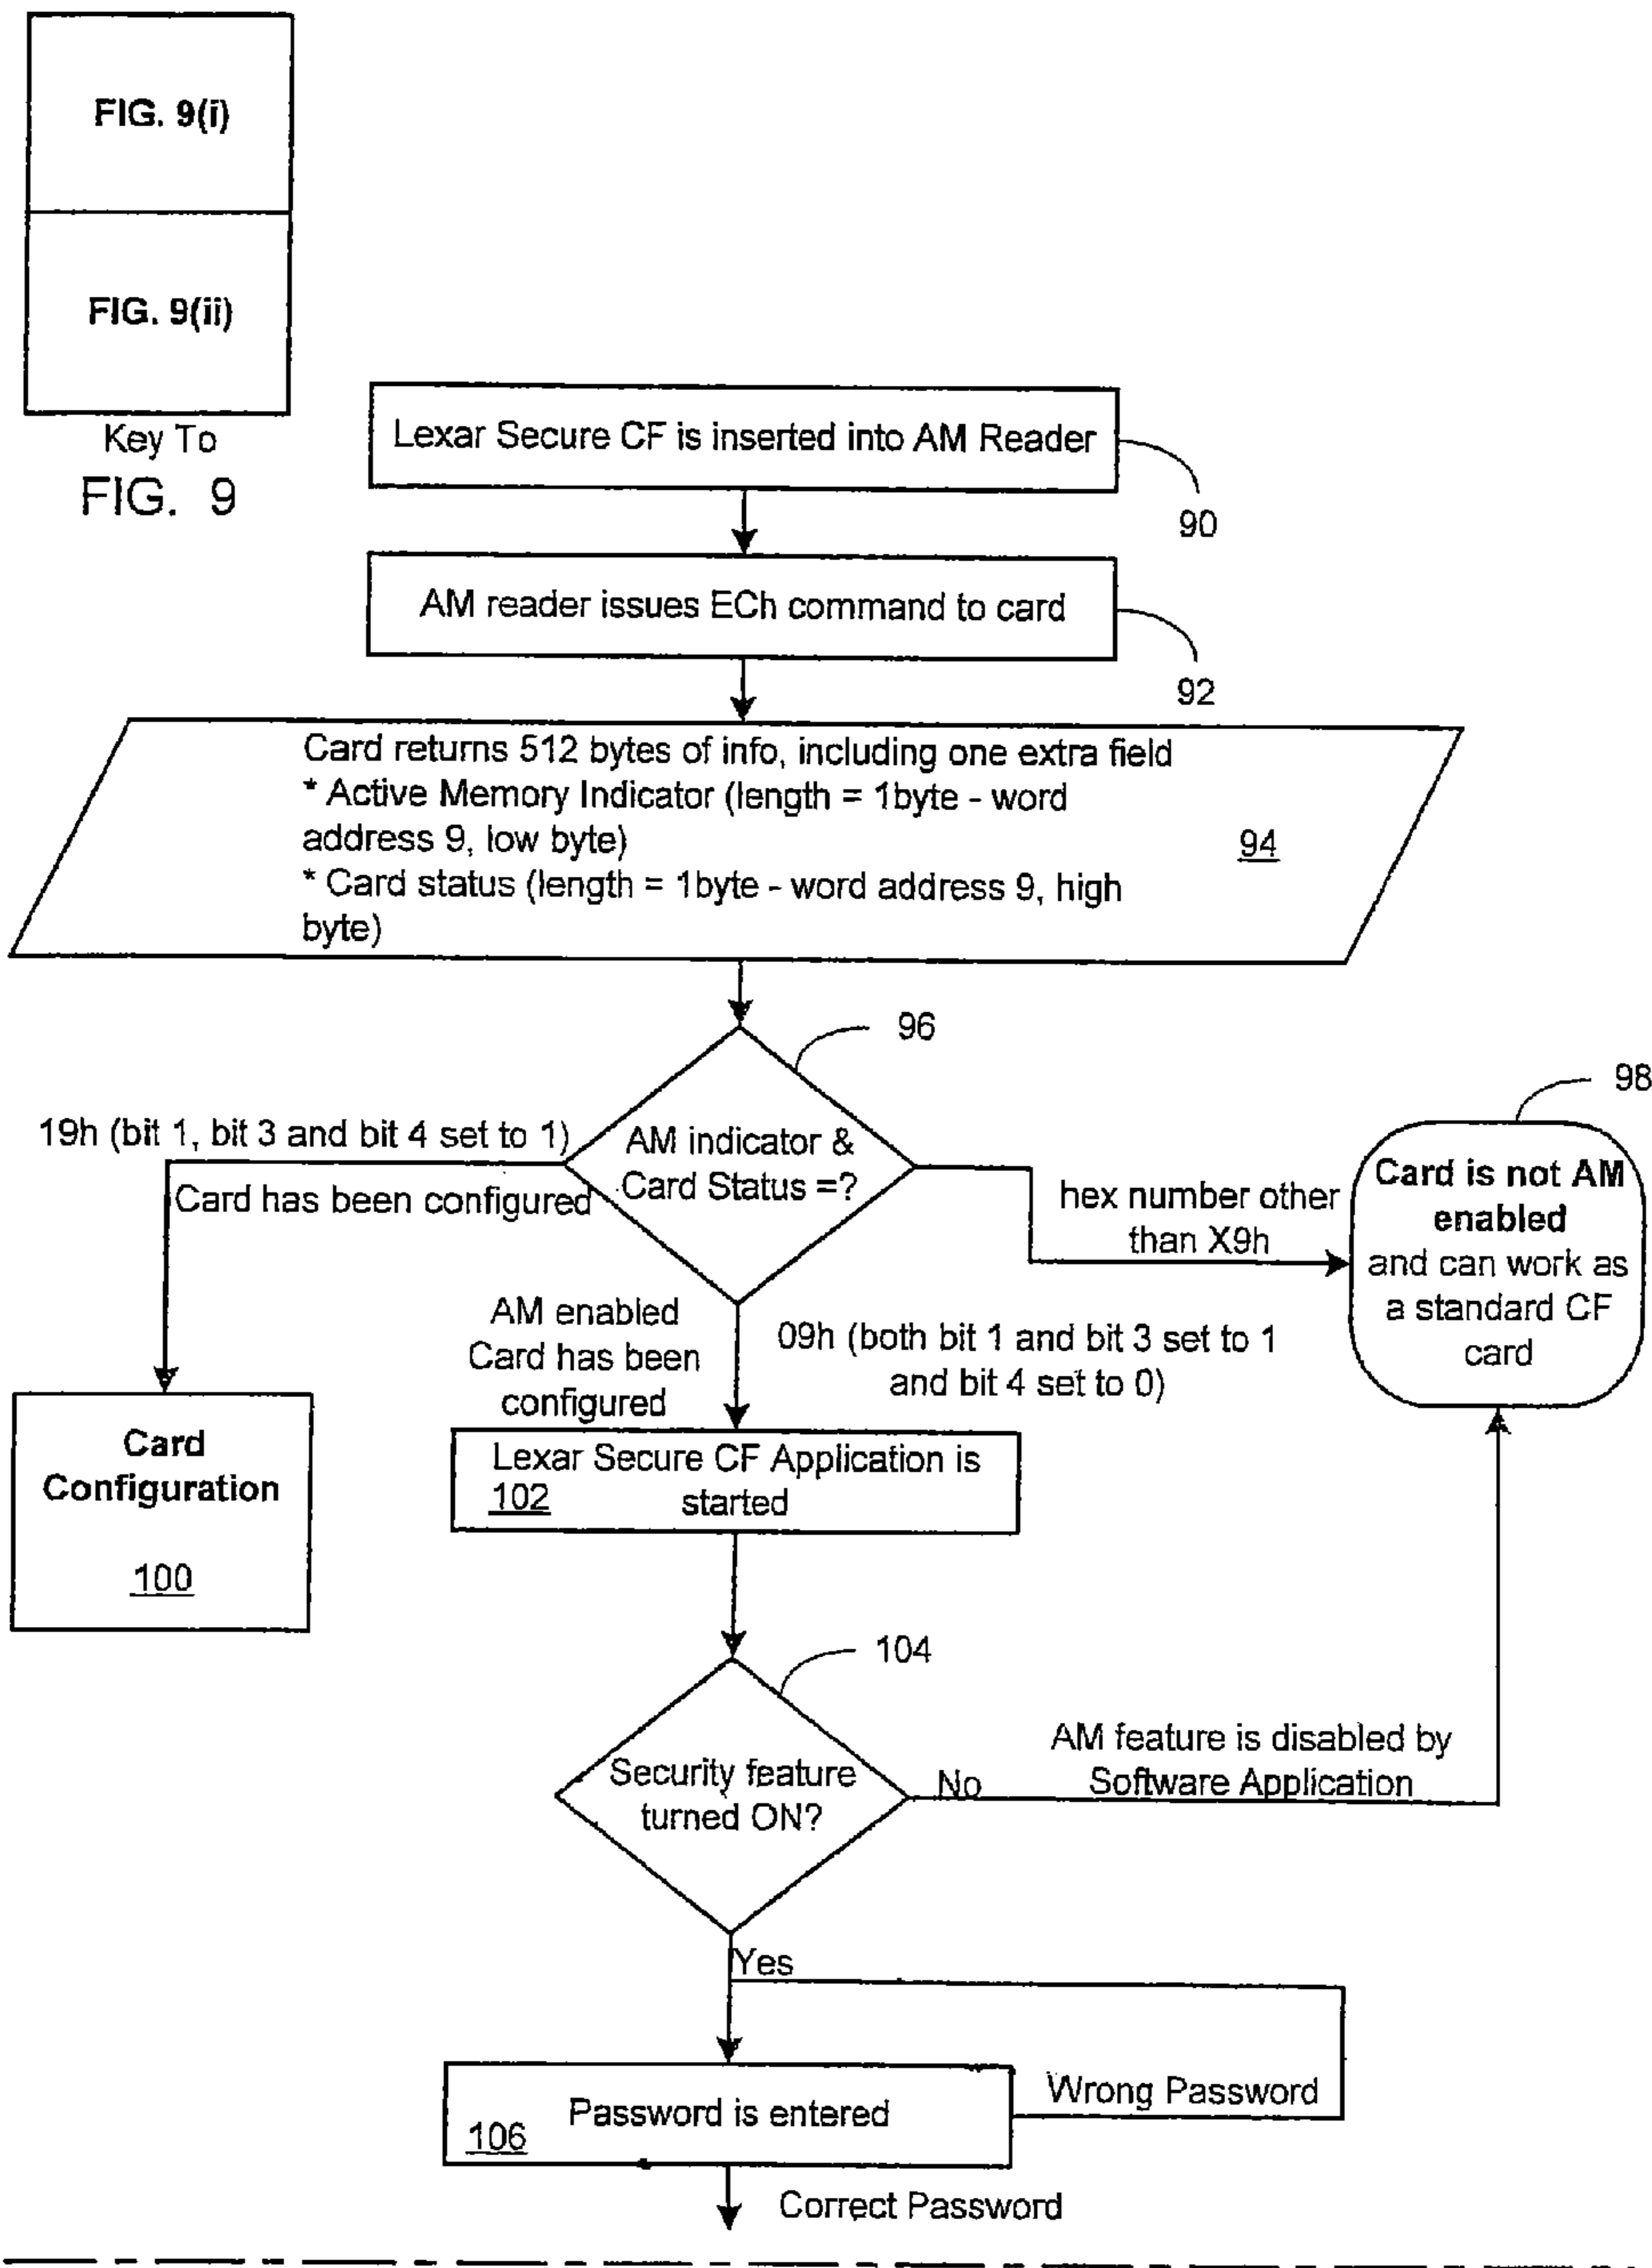 FIG. 9(i)
FIG. 9(ii)
Key To
FIG. 9
Lexar Secure CF is inserted into AM Reader
90
AM reader issues ECh command to card
92
Card returns 512 bytes of info, including one extra field
* Active Memory Indicator (length = 1byte - word
address 9, low byte)
* Card status (length = 1byte - word address 9, high
byte)
94
96
98
19h (bit 1, bit 3 and bit 4 set to 1)
Card has been configured
AM indicator &
Card Status =?
hex number other
than X9h
Card is not AM
enabled
and can work as
a standard CF
card
AM enabled
Card has been
configured
09h (both bit 1 and bit 3 set to 1
and bit 4 set to 0)
Card
Configuration
100
Lexar Secure CF Application is
102 started
104
Security feature
turned ON?
No
AM feature is disabled by
Software Application
Yes
Password is entered
106
Wrong Password
Correct Password